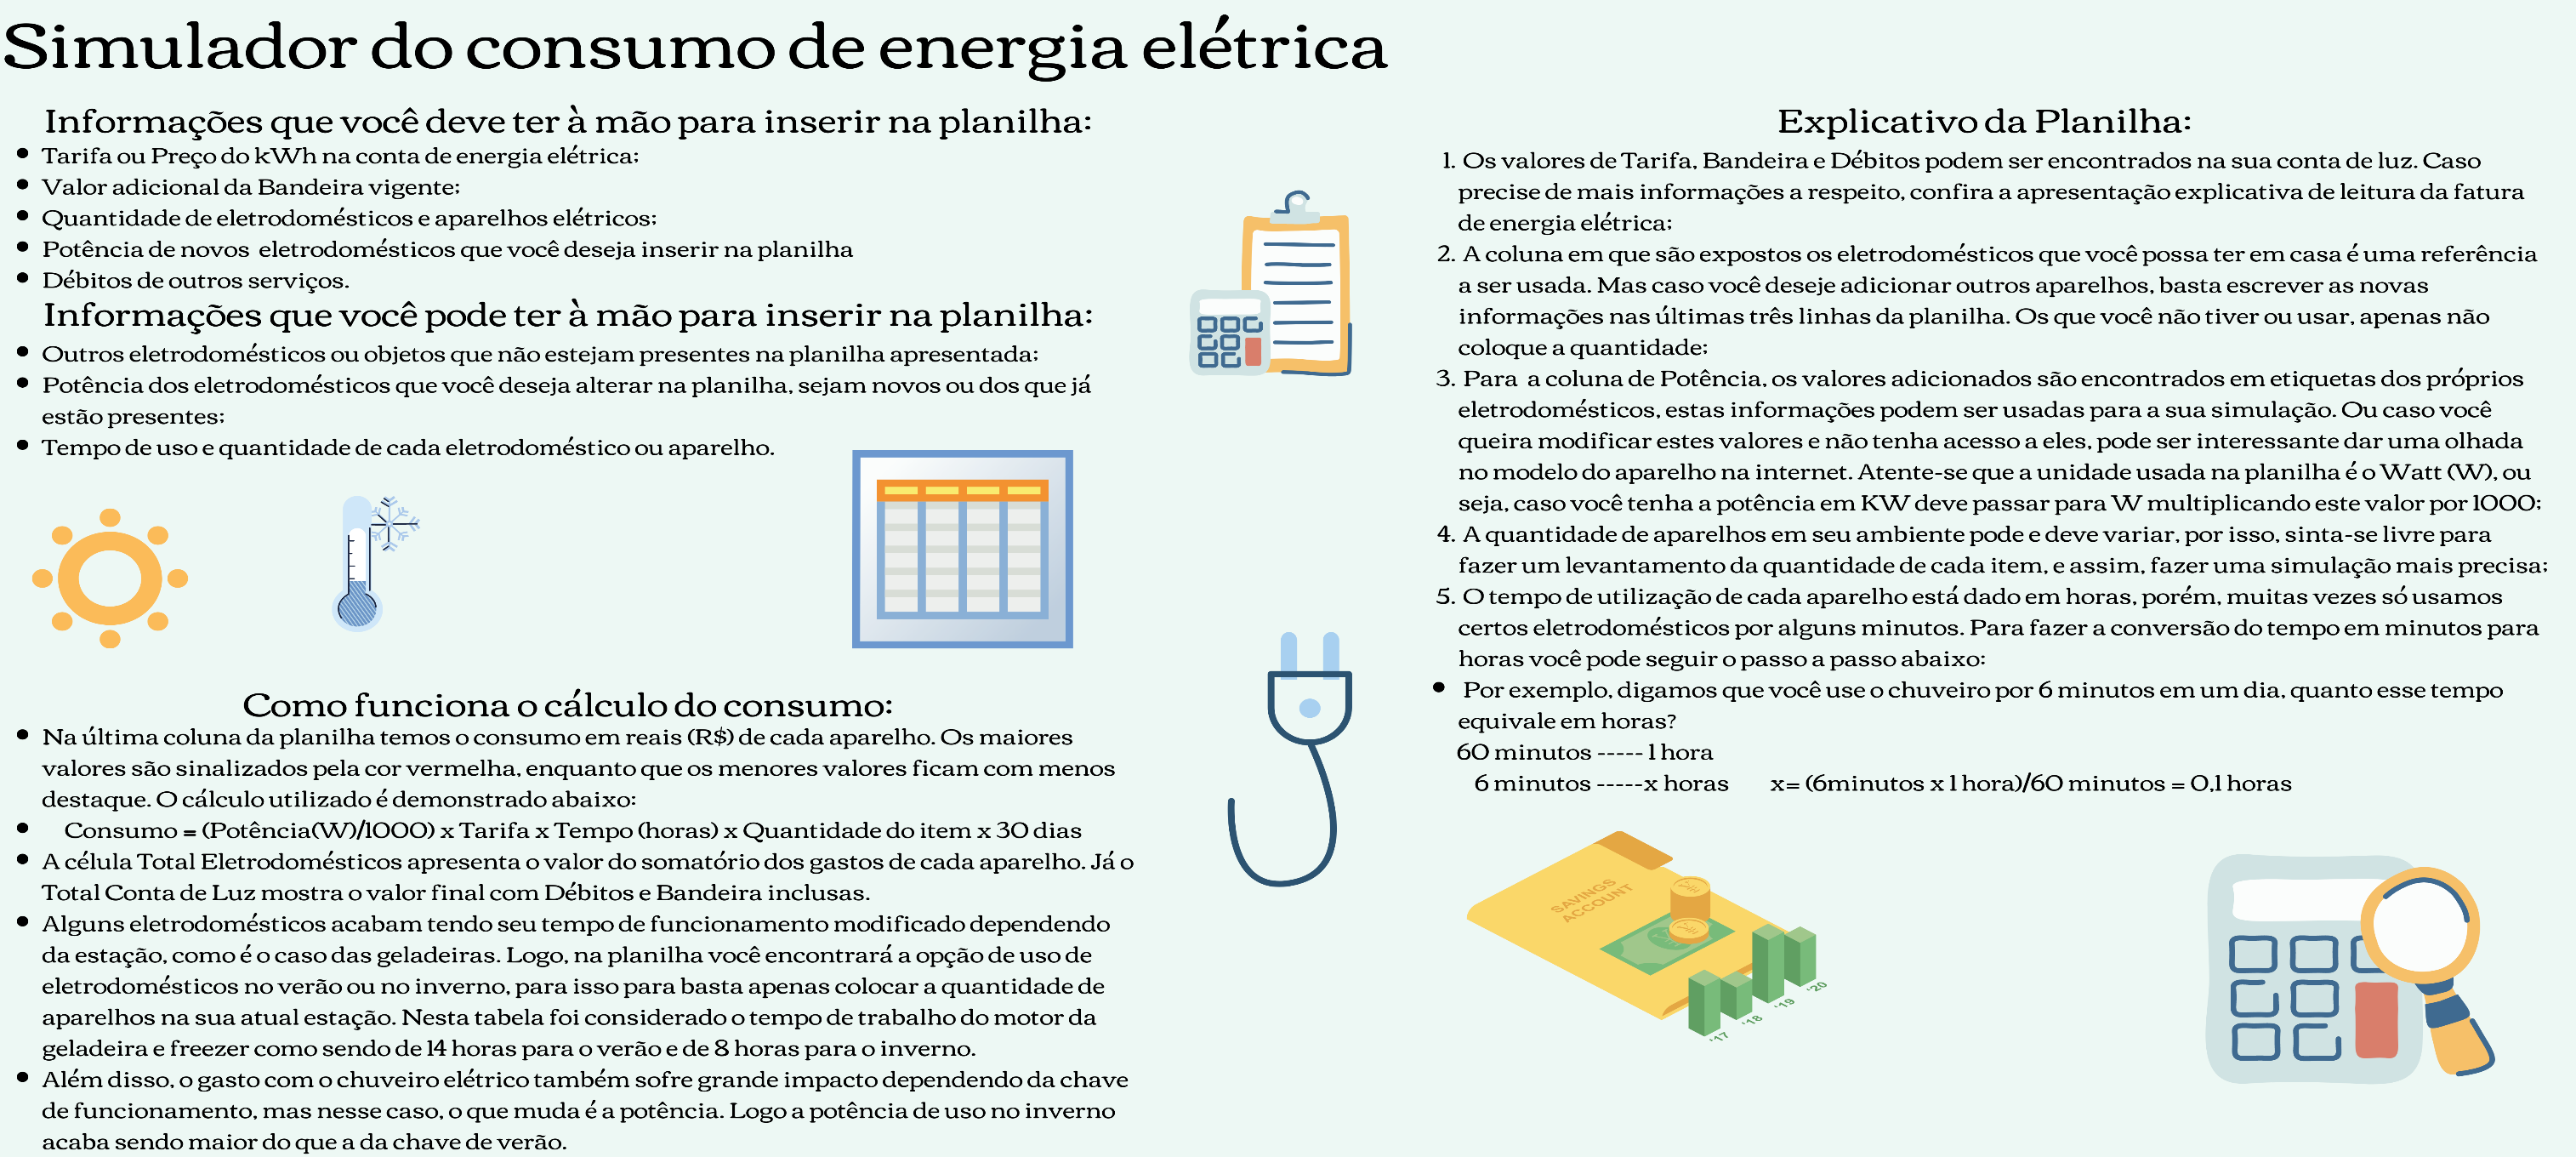 Simulador do consumo de energia elétrica
Informações que você deve ter à mão para inserir na planilha:
• Tarifa ou Preço do kWh na conta de energia elétrica;
• Valor adicional da Bandeira vigente;
• Quantidade de eletrodomésticos e aparelhos elétricos;
• Potência de novos eletrodomésticos que você deseja inserir na planilha
• Débitos de outros serviços.
Informações que você pode ter à mão para inserir na planilha:
• Outros eletrodomésticos ou objetos que não estejam presentes na planilha apresentada;
• Potência dos eletrodomésticos que você deseja alterar na planilha, sejam novos ou dos que já
estão presentes;
• Tempo de uso e quantidade de cada eletrodoméstico ou aparelho.
Como funciona o cálculo do consumo:
• Na última coluna da planilha temos o consumo em reais (R$) de cada aparelho. Os maiores
valores são sinalizados pela cor vermelha, enquanto que os menores valores ficam com menos
destaque. O cálculo utilizado é demonstrado abaixo:
• Consumo = (Potência(W)/1000) x Tarifa x Tempo (horas) x Quantidade do item x 30 dias
• A célula Total Eletrodomésticos apresenta o valor do somatório dos gastos de cada aparelho. Já o
Total Conta de Luz mostra o valor final com Débitos e Bandeira inclusas.
• Alguns eletrodomésticos acabam tendo seu tempo de funcionamento modificado dependendo
da estação, como é o caso das geladeiras. Logo, na planilha você encontrará a opção de uso de
eletrodomésticos no verão ou no inverno, para isso para basta apenas colocar a quantidade de
aparelhos na sua atual estação. Nesta tabela foi considerado o tempo de trabalho do motor da
geladeira e freezer como sendo de 14 horas para o verão e de 8 horas para o inverno.
• Além disso, o gasto com o chuveiro elétrico também sofre grande impacto dependendo da chave
de funcionamento, mas nesse caso, o que muda é a potência. Logo a potência de uso no inverno
acaba sendo maior do que a da chave de verão.
Explicativo da Planilha:
1. Os valores de Tarifa, Bandeira e Débitos podem ser encontrados na sua conta de luz. Caso
precise de mais informações a respeito, confira a apresentação explicativa de leitura da fatura
de energia elétrica;
2. A coluna em que são expostos os eletrodomésticos que você possa ter em casa é uma referência
a ser usada. Mas caso você deseje adicionar outros aparelhos, basta escrever as novas
informações nas últimas três linhas da planilha. Os que você não tiver ou usar, apenas não
coloque a quantidade;
3. Para a coluna de Potência, os valores adicionados são encontrados em etiquetas dos próprios
eletrodomésticos, estas informações podem ser usadas para a sua simulação. Ou caso você
queira modificar estes valores e não tenha acesso a eles, pode ser interessante dar uma olhada
no modelo do aparelho na internet. Atente-se que a unidade usada na planilha é o Watt (W), ou
seja, caso você tenha a potência em KW deve passar para W multiplicando este valor por 1000;
4. A quantidade de aparelhos em seu ambiente pode e deve variar, por isso, sinta-se livre para
fazer um levantamento da quantidade de cada item, e assim, fazer uma simulação mais precisa;
5. O tempo de utilização de cada aparelho está dado em horas, porém, muitas vezes só usamos
certos eletrodomésticos por alguns minutos. Para fazer a conversão do tempo em minutos para
horas você pode seguir o passo a passo abaixo:
• Por exemplo, digamos que você use o chuveiro por 6 minutos em um dia, quanto esse tempo
equivale em horas?
60 minutos ----- 1 hora
6 minutos -----x horas x= (6minutos x 1 hora)/60 minutos = 0,1 horas
SAVINGS
ACCOUNT
'17 '18 '19 '20